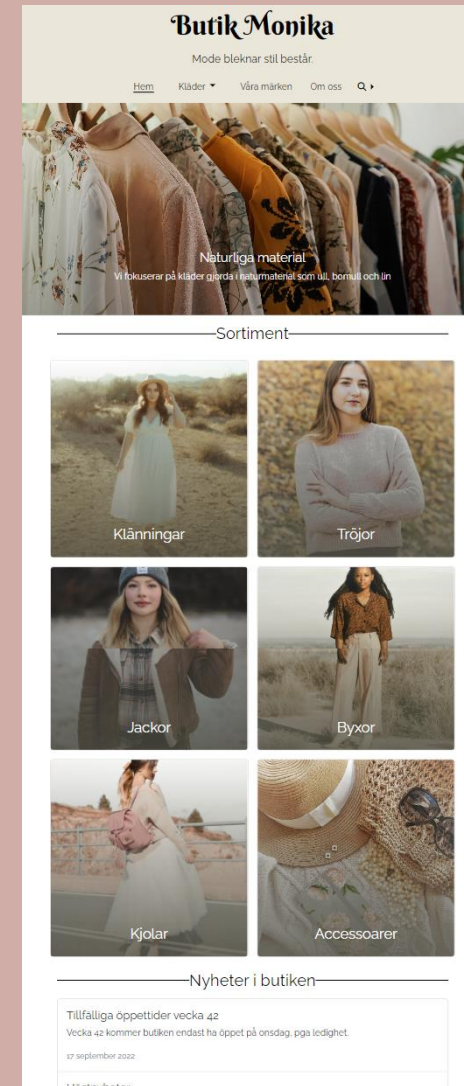 Butik Monika
Mode bleknar stil består.
Hem Kläder Våra märken Om oss
Naturliga material
Vi fokuserar på kläder gjorda i naturmaterial som ull, bomull och lin
Sortiment
Klänningar Tröjor
Jackor Byxor
Kjolar Accessoarer
Nyheter i butiken
Tillfälliga öppettider vecka 42
Vecka 42 kommer butiken endast ha öppet på onsdag, pga ledighet.
17 september 2022